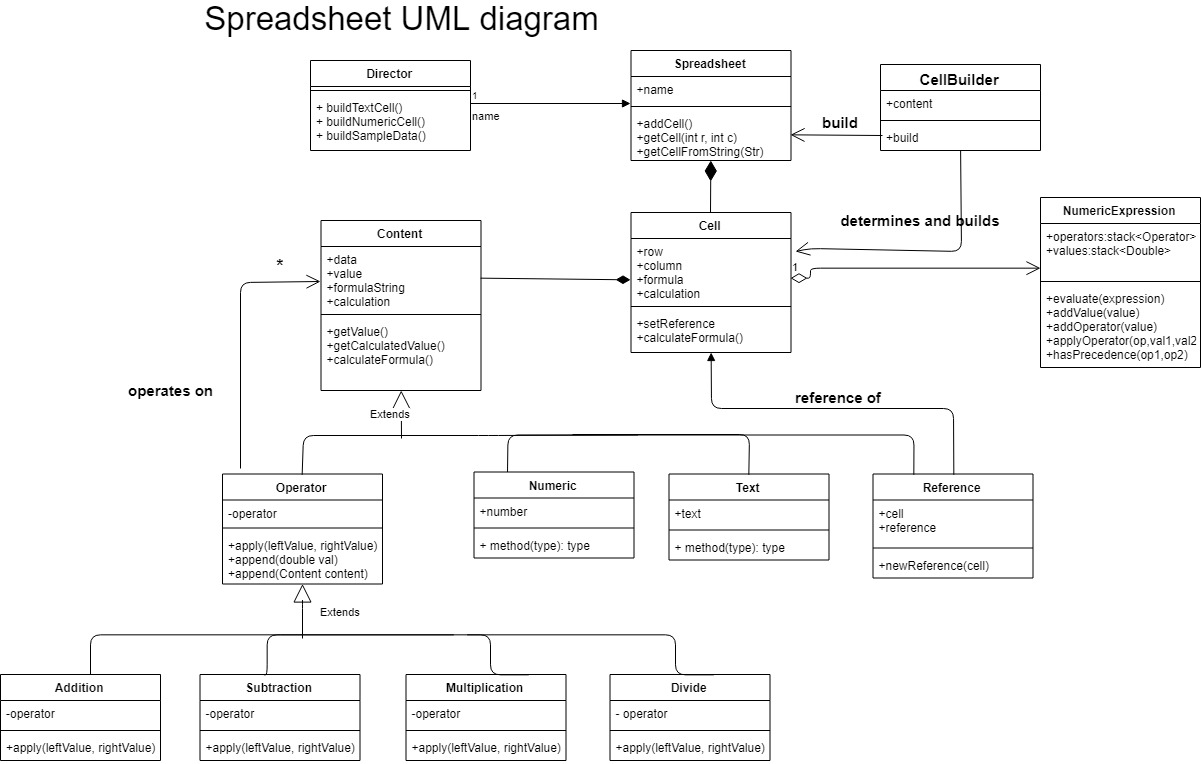 Spreadsheet UML diagram
Director
+ buildTextCell()
+ buildNumericCell()
+ buildSampleData()
1
name
Spreadsheet
+name
+addCell()
+getCell(int r, int c)
+getCellFromString(Str)
build
CellBuilder
+content
+build
determines and builds
Content
+data
+value
+formulaString
+calculation
+getValue()
+getCalculatedValue()
+calculateFormula()
*
operates on
Cell
+row
+column
+formula
+calculation
+setReference
+calculateFormula()
1
NumericExpression
+operators:stack<Operator>
+values:stack<Double>
+evaluate(expression)
+addValue(value)
+addOperator(value)
+applyOperator(op,val1,val2
+hasPrecedence(op1,op2)
Extends
reference of
Operator
-operator
+apply(leftValue, rightValue)
+append(double val)
+append(Content content)
Numeric
+number
+ method(type): type
Text
+text
+ method(type): type
Reference
+cell
+reference
+newReference(cell)
Extends
Addition
-operator
+apply(leftValue, rightValue)
Subtraction
-operator
+apply(leftValue, rightValue)
Multiplication
-operator
+apply(leftValue, rightValue)
Divide
- operator
+apply(leftValue, rightValue)